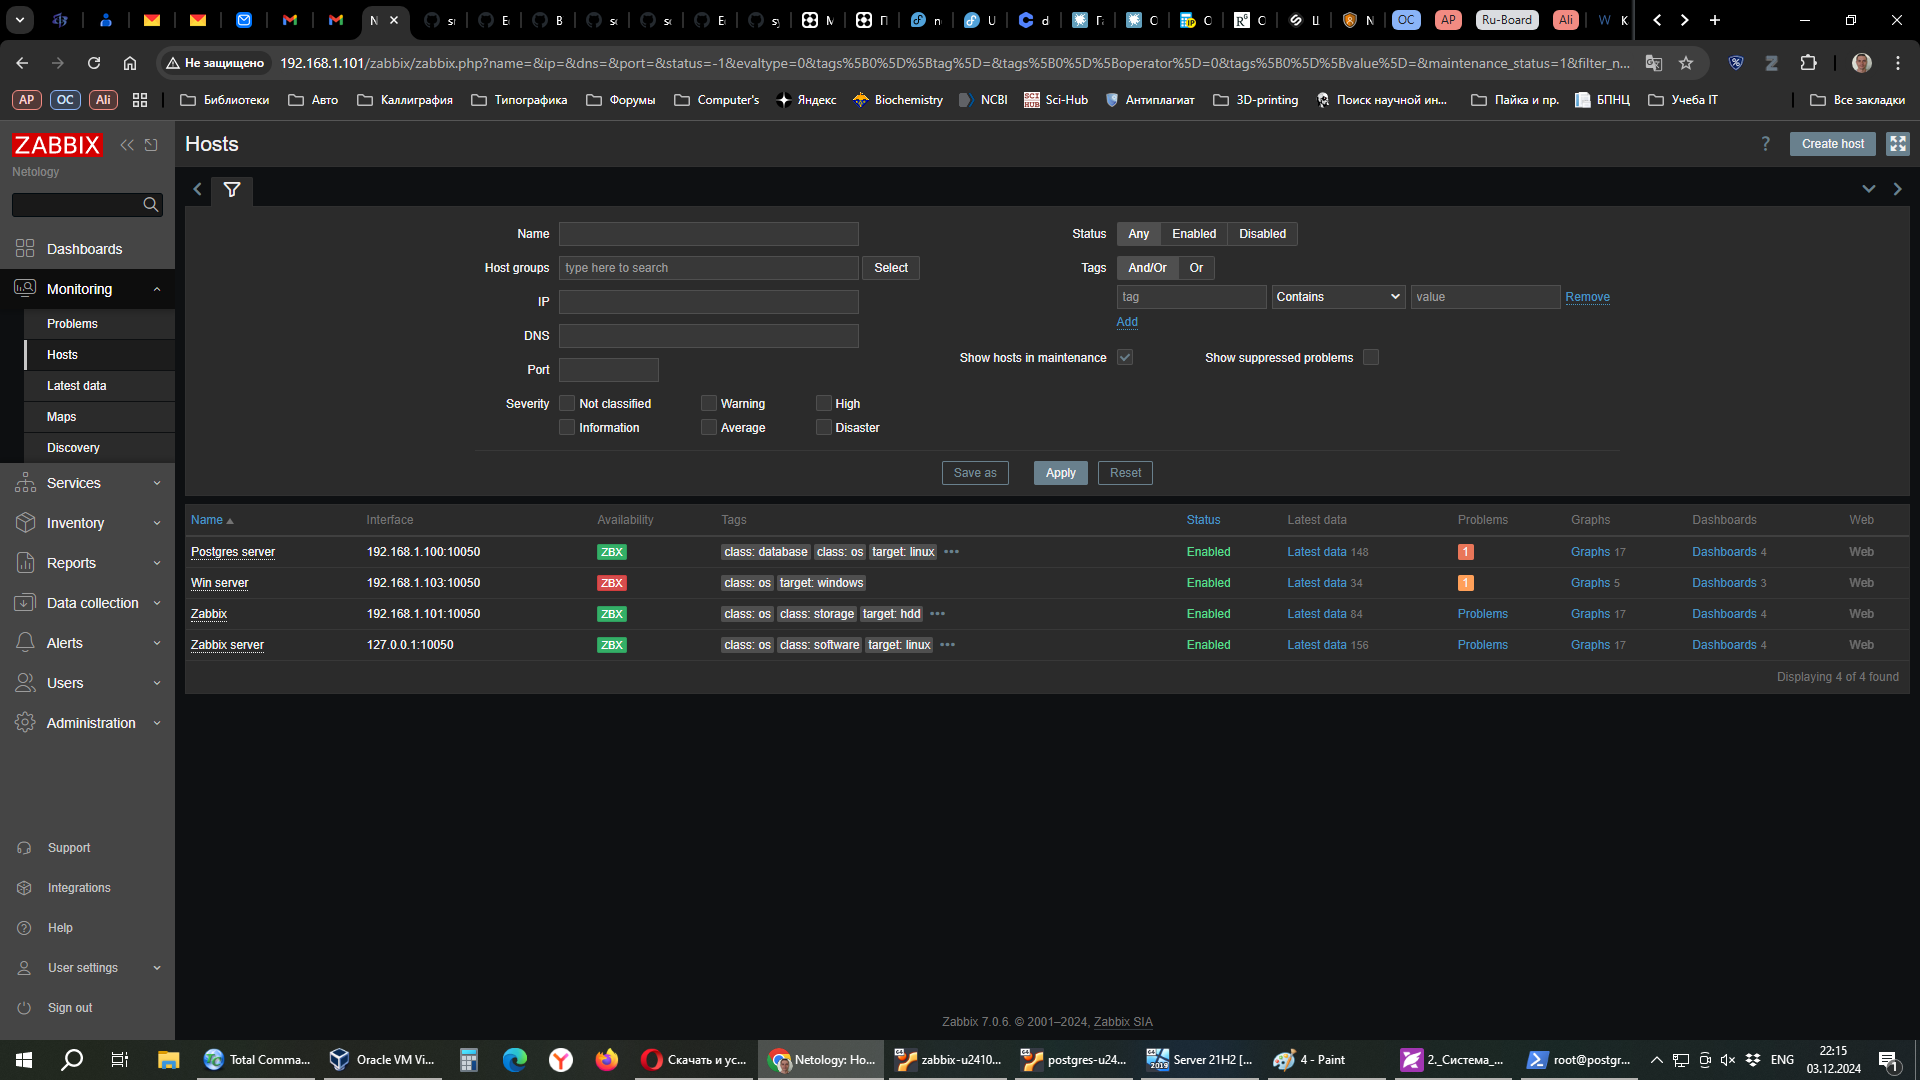 Не защищено
192.168.1.101/zabbix/zabbix.php?name=&ip=&dns=&port=&status=-1&evaltype=0&tags%5B0%5D%5Btag%5D=&tags%5B0%5D%5Boperator%5D=0&tags%5B0%5D%5Bvalue%5D=&maintenance_status=1&filter_n...
OC AP Ru-Board Ali
AP OC Ali Библиотеки Авто Каллиграфия Типографика Форумы Computer's Яндекс Biochemistry NCBI Sci-Hub Антиплагиат 3D-printing Поиск научной ин... Пайка и пр. БПНЦ Учеба IT Все закладки
ZABBIX
Netology
Dashboards
Monitoring
Problems
Hosts
Latest data
Maps
Discovery
Services
Inventory
Reports
Data collection
Alerts
Users
Administration
Support
Integrations
Help
User settings
Sign out
Hosts
? Create host
Name
Host groups type here to search Select
IP
DNS
Port
Severity Not classified Warning High
Information Average Disaster
Status Any Enabled Disabled
Tags And/Or Or
tag Contains value Remove
Add
Show hosts in maintenance Show suppressed problems
Save as Apply Reset
Name Interface Availability Tags Status Latest data Problems Graphs Dashboards Web
Postgres server 192.168.1.100:10050 ZBX class: database class: os target: linux ••• Enabled Latest data 148 1 Graphs 17 Dashboards 4 Web
Win server 192.168.1.103:10050 ZBX class: os target: windows Enabled Latest data 34 1 Graphs 5 Dashboards 3 Web
Zabbix 192.168.1.101:10050 ZBX class: os class: storage target: hdd ••• Enabled Latest data 84 Problems Graphs 17 Dashboards 4 Web
Zabbix server 127.0.0.1:10050 ZBX class: os class: software target: linux ••• Enabled Latest data 156 Problems Graphs 17 Dashboards 4 Web
Displaying 4 of 4 found
Zabbix 7.0.6. © 2001–2024, Zabbix SIA
Total Comma... Oracle VM Vi... Скачать и ус... Netology: Ho... zabbix-u2410... postgres-u24... Server 21H2 [... 4 - Paint 2._Система_... root@postgr... ENG
22:15
03.12.2024